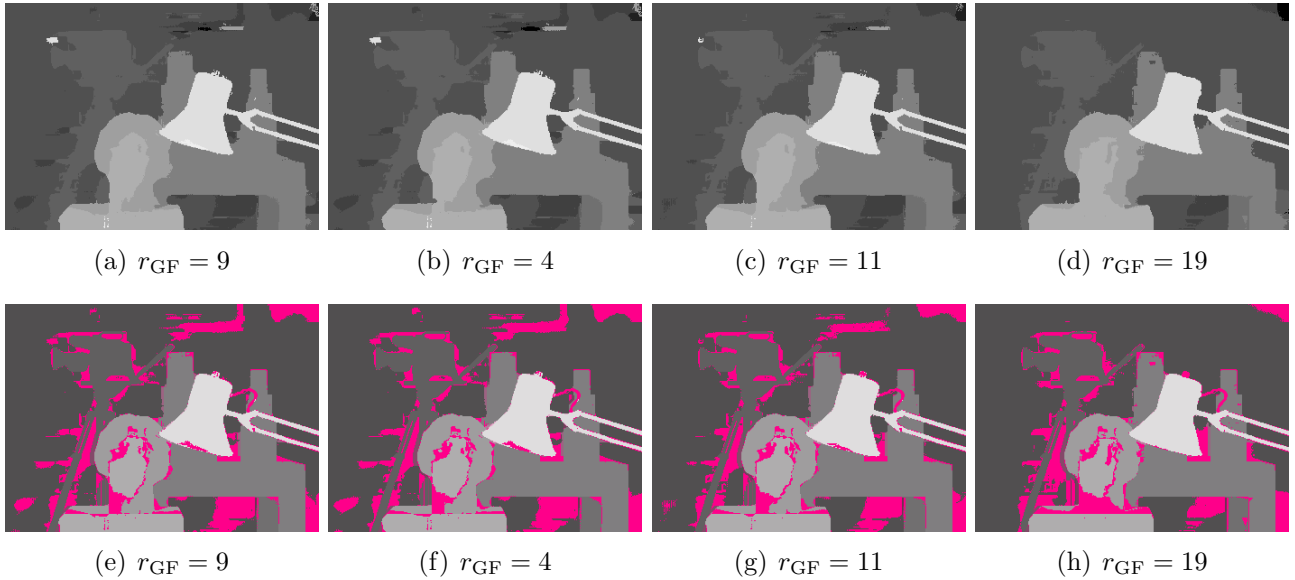 (a) r_GF = 9 (b) r_GF = 4 (c) r_GF = 11 (d) r_GF = 19
(e) r_GF = 9 (f) r_GF = 4 (g) r_GF = 11 (h) r_GF = 19